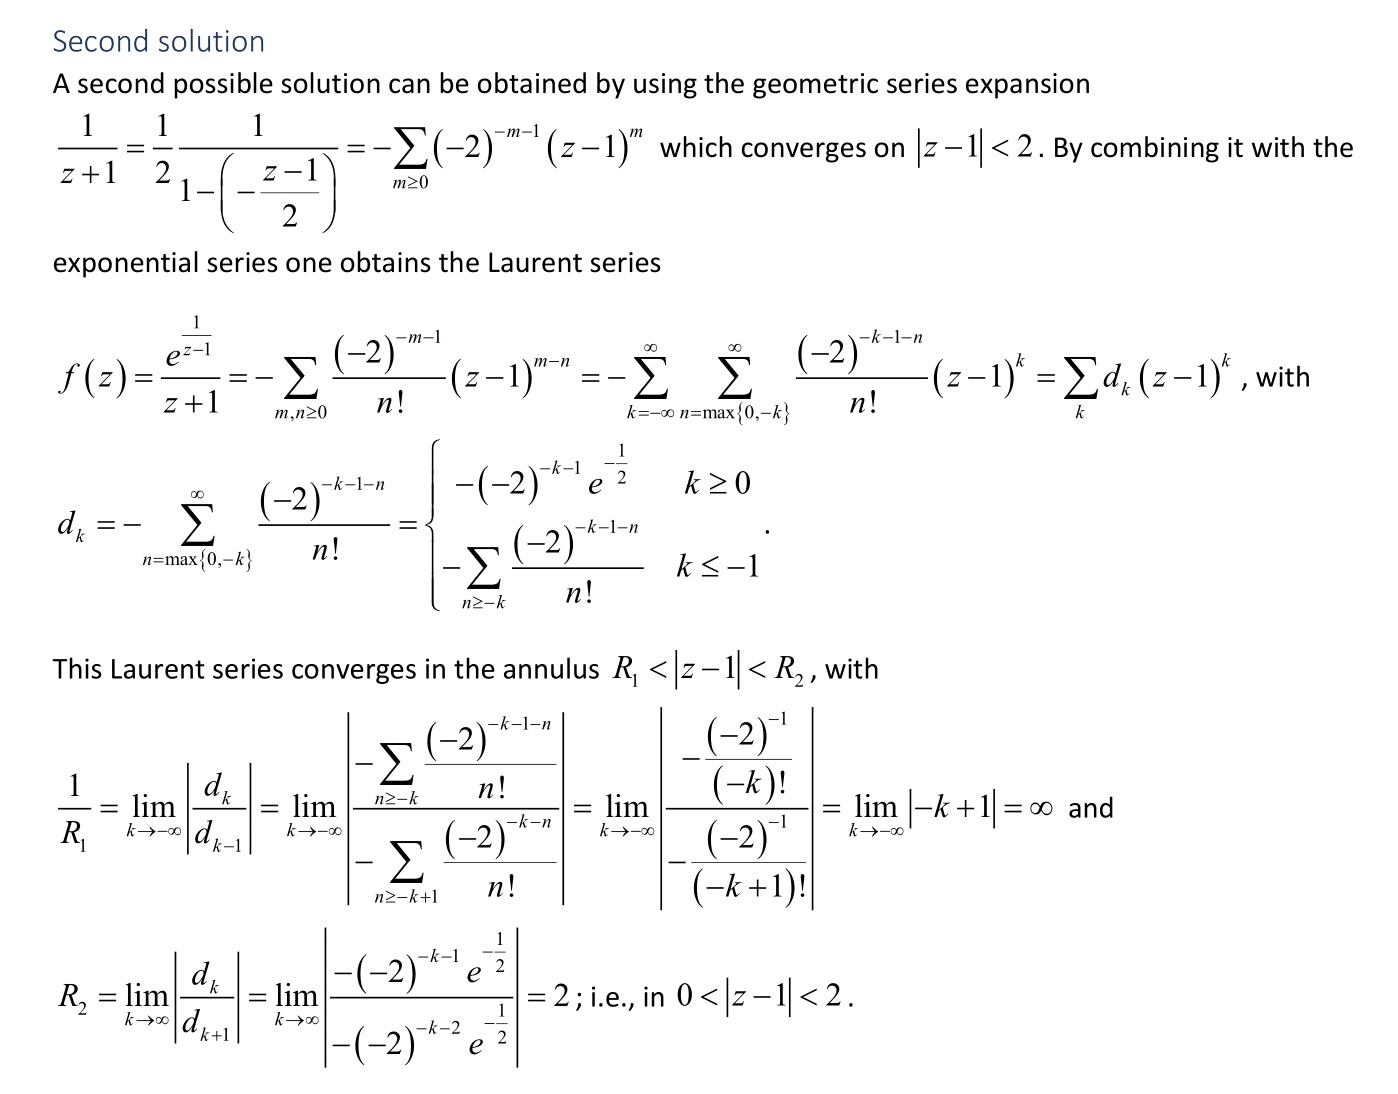 Second solution
A second possible solution can be obtained by using the geometric series expansion
$\frac{1}{z+1} = \frac{1}{2} \frac{1}{1-\left(-\frac{z-1}{2}\right)} = -\sum_{m \geq 0} (-2)^{-m-1} (z-1)^m$ which converges on $|z-1| < 2$. By combining it with the
exponential series one obtains the Laurent series
$f(z) = \frac{e^{\frac{1}{z-1}}}{z+1} = -\sum_{m,n \geq 0} \frac{(-2)^{-m-1}}{n!} (z-1)^{m-n} = -\sum_{k=-\infty}^{\infty} \sum_{n=\max\{0,-k\}}^{\infty} \frac{(-2)^{-k-1-n}}{n!} (z-1)^k = \sum_k d_k (z-1)^k$, with
$d_k = -\sum_{n=\max\{0,-k\}}^{\infty} \frac{(-2)^{-k-1-n}}{n!} = \begin{cases} -(-2)^{-k-1} e^{-\frac{1}{2}} & k \geq 0 \\ -\sum_{n \geq -k} \frac{(-2)^{-k-1-n}}{n!} & k \leq -1 \end{cases}$.
This Laurent series converges in the annulus $R_1 < |z-1| < R_2$, with
$\frac{1}{R_1} = \lim_{k \to -\infty} \left| \frac{d_k}{d_{k-1}} \right| = \lim_{k \to -\infty} \left| \frac{-\sum_{n \geq -k} \frac{(-2)^{-k-1-n}}{n!}}{-\sum_{n \geq -k+1} \frac{(-2)^{-k-n}}{n!}} \right| = \lim_{k \to -\infty} \left| \frac{-\frac{(-2)^{-1}}{(-k)!}}{-\frac{(-2)^{-1}}{(-k+1)!}} \right| = \lim_{k \to -\infty} |-k+1| = \infty$ and
$R_2 = \lim_{k \to \infty} \left| \frac{d_k}{d_{k+1}} \right| = \lim_{k \to \infty} \left| \frac{-(-2)^{-k-1} e^{-\frac{1}{2}}}{-(-2)^{-k-2} e^{-\frac{1}{2}}} \right| = 2$; i.e., in $0 < |z-1| < 2$.